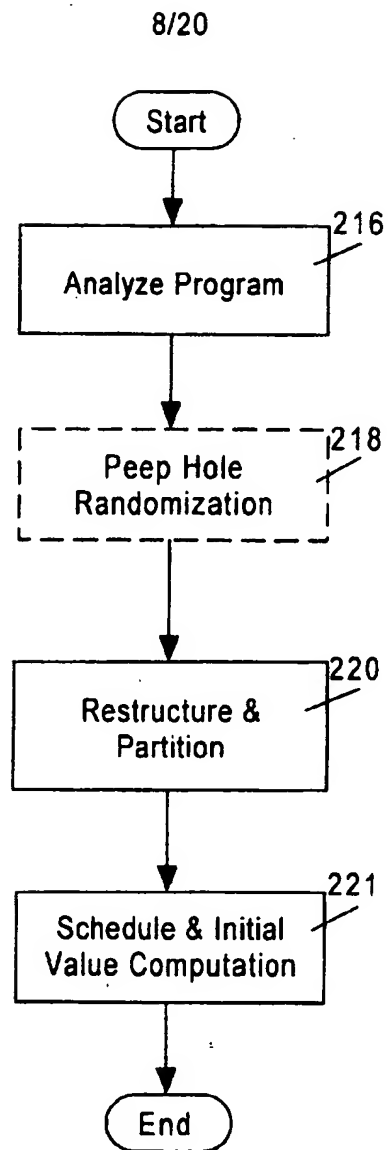 8/20
Start
216
Analyze Program
218
Peep Hole
Randomization
220
Restructure &
Partition
221
Schedule & Initial
Value Computation
End